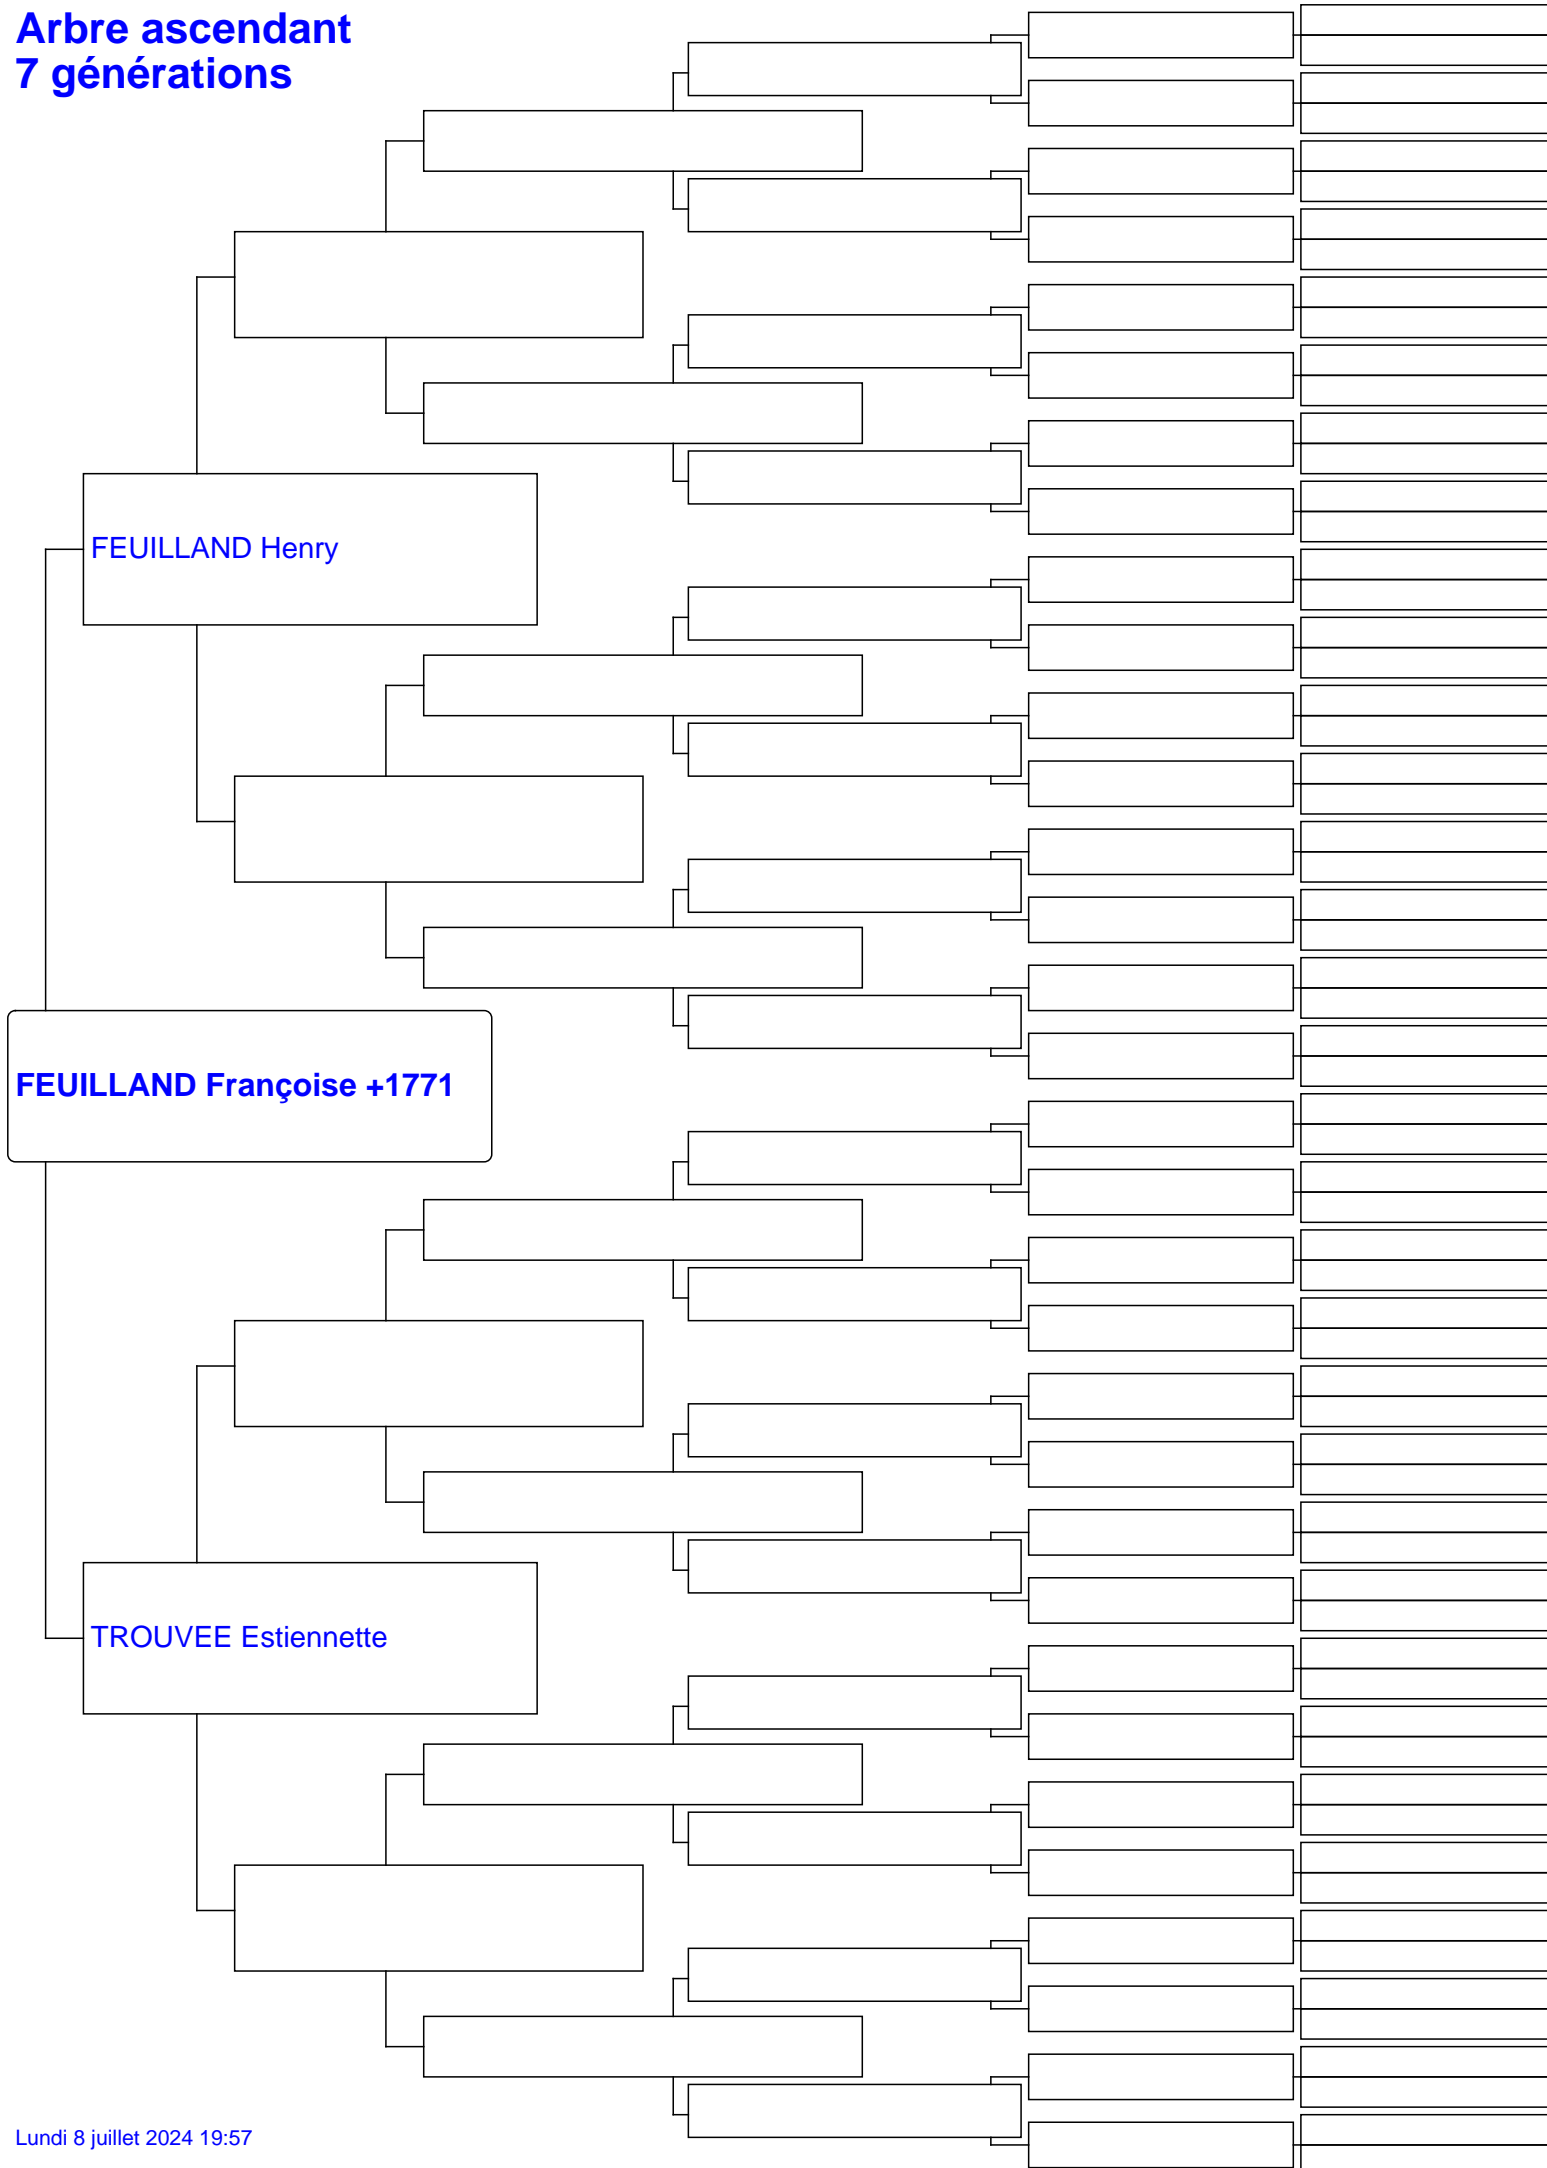 Arbre ascendant
7 générations
FEUILLAND Henry
FEUILLAND Françoise +1771
TROUVEE Estiennette
Lundi 8 juillet 2024 19:57